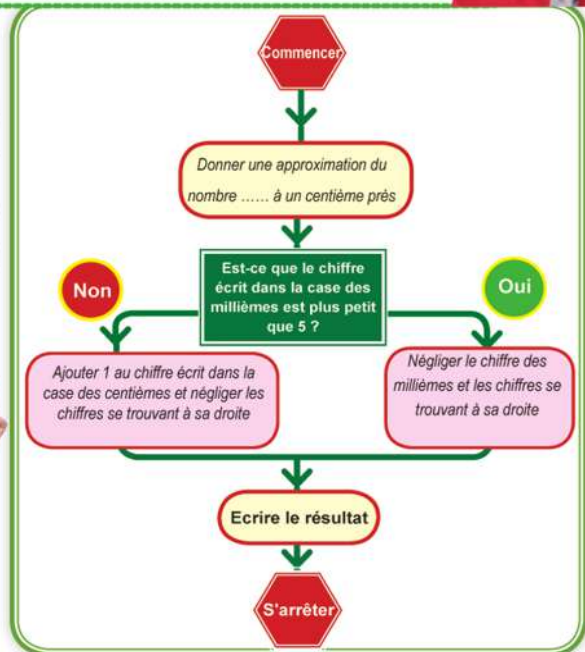 Commencer
Donner une approximation du
nombre ...... à un centième près
Est-ce que le chiffre
écrit dans la case des
millièmes est plus petit
que 5 ?
Non
Oui
Ajouter 1 au chiffre écrit dans la
case des centièmes et négliger les
chiffres se trouvant à sa droite
Négliger le chiffre des
millièmes et les chiffres se
trouvant à sa droite
Ecrire le résultat
S'arrêter